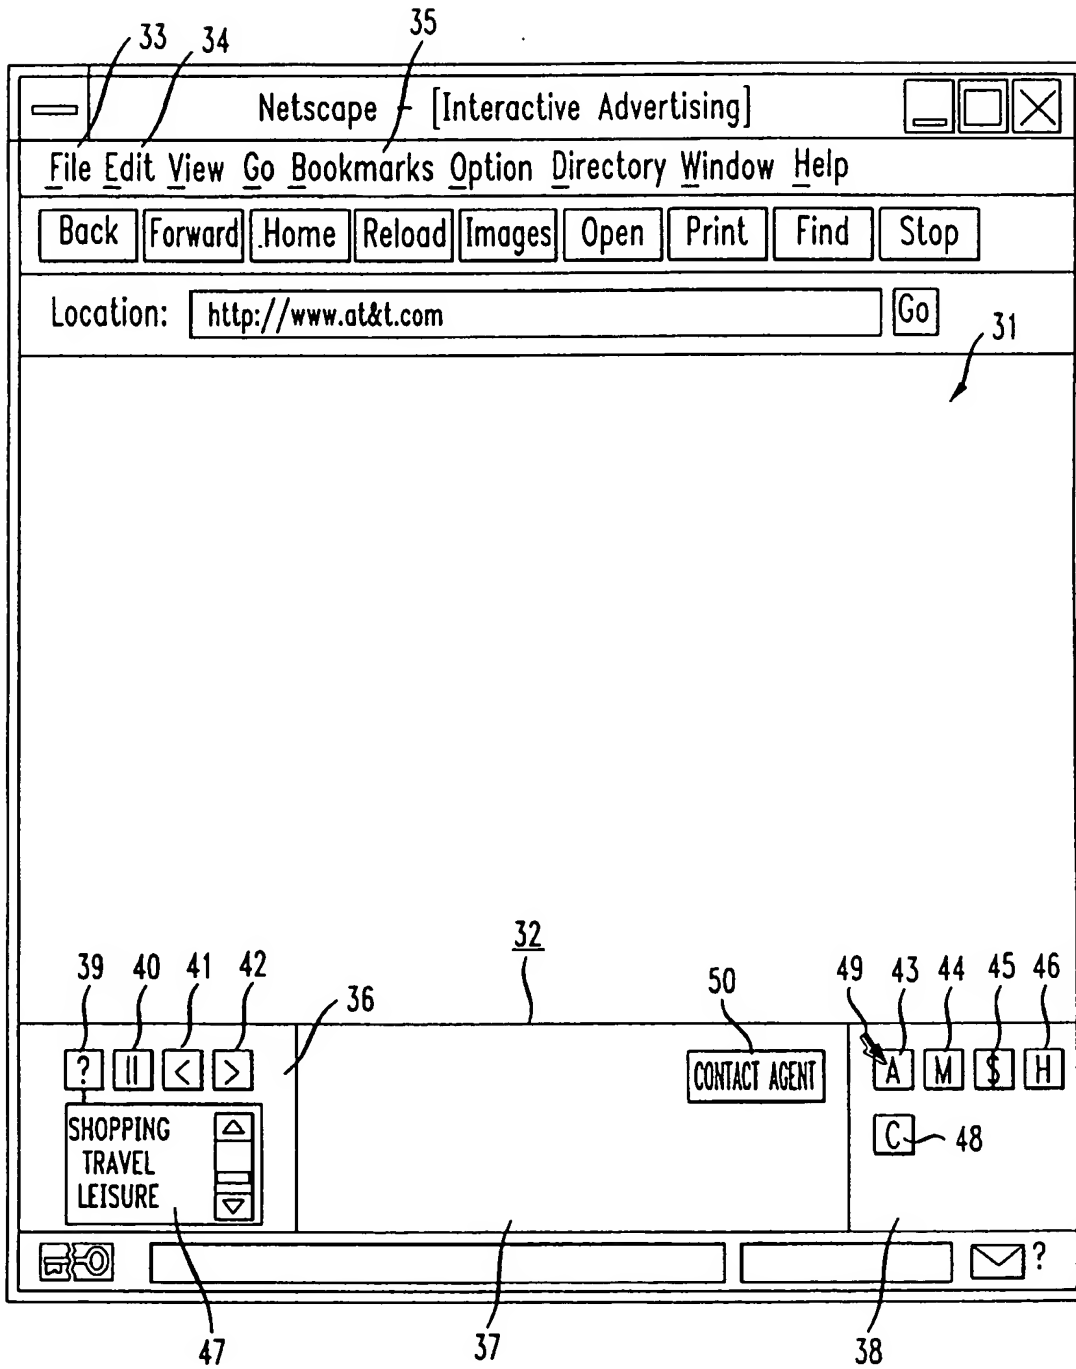 33 34 35
Netscape - [Interactive Advertising]
File Edit View Go Bookmarks Option Directory Window Help
Back Forward .Home Reload Images Open Print Find Stop
Location: http://www.at&t.com Go
31
32
39 40 41 42 36 50 49 43 44 45 46
? || < > CONTACT AGENT A M $ H
SHOPPING
TRAVEL
LEISURE
C 48
?
47 37 38